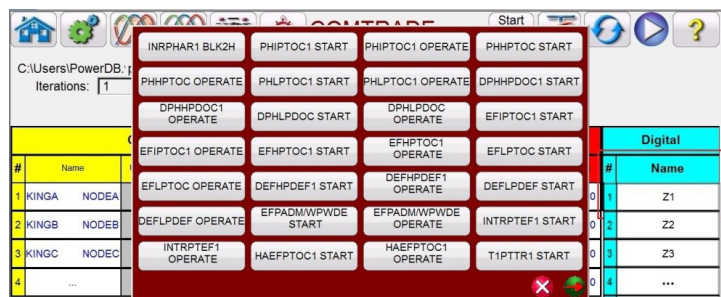 COMTRADE
Start
C:\Users\PowerDB.
Iterations: 1
INRPHAR1 BLK2H
PHIPTOC1 START
PHIPTOC1 OPERATE
PHHPTOC START
PHHPTOC OPERATE
PHLPTOC1 START
PHLPTOC1 OPERATE
DPHHPDOC1 START
DPHHPDOC1
OPERATE
DPHLPDOC START
DPHLPDOC
OPERATE
EFIPTOC1 START
EFIPTOC1 OPERATE
EFHPTOC1 START
EFHPTOC1
OPERATE
EFLPTOC START
EFLPTOC OPERATE
DEFHPDEF1 START
DEFHPDEF1
OPERATE
DEFLPDEF START
DEFLPDEF OPERATE
EFPADM/WPWDE
START
EFPADM/WPWDE
OPERATE
INTRPTEF1 START
INTRPTEF1
OPERATE
HAEFPTOC1 START
HAEFPTOC1
OPERATE
T1PTTR1 START
Digital
# Name
# Name
1 KINGA NODEA
0 1 Z1
2 KINGB NODEB
0 2 Z2
3 KINGC NODEC
0 3 Z3
4 ...
0 4 ...